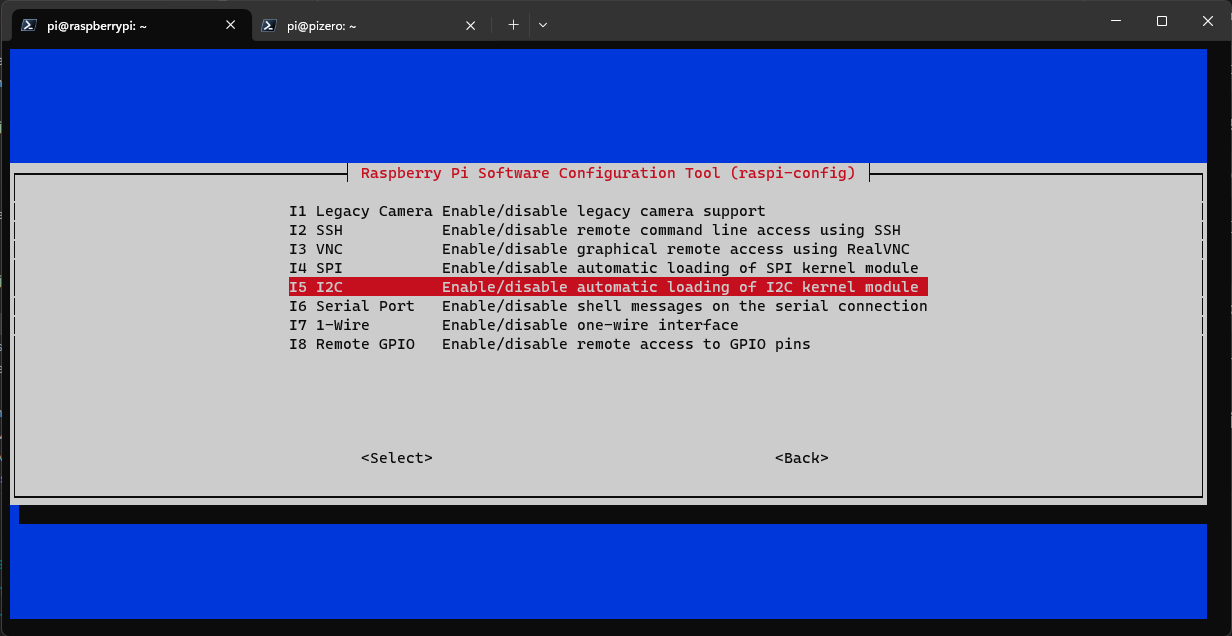 pi@raspberrypi: ~
pi@pizero: ~
Raspberry Pi Software Configuration Tool (raspi-config)
I1 Legacy Camera Enable/disable legacy camera support
I2 SSH Enable/disable remote command line access using SSH
I3 VNC Enable/disable graphical remote access using RealVNC
I4 SPI Enable/disable automatic loading of SPI kernel module
I5 I2C Enable/disable automatic loading of I2C kernel module
I6 Serial Port Enable/disable shell messages on the serial connection
I7 1-Wire Enable/disable one-wire interface
I8 Remote GPIO Enable/disable remote access to GPIO pins
<Select> <Back>